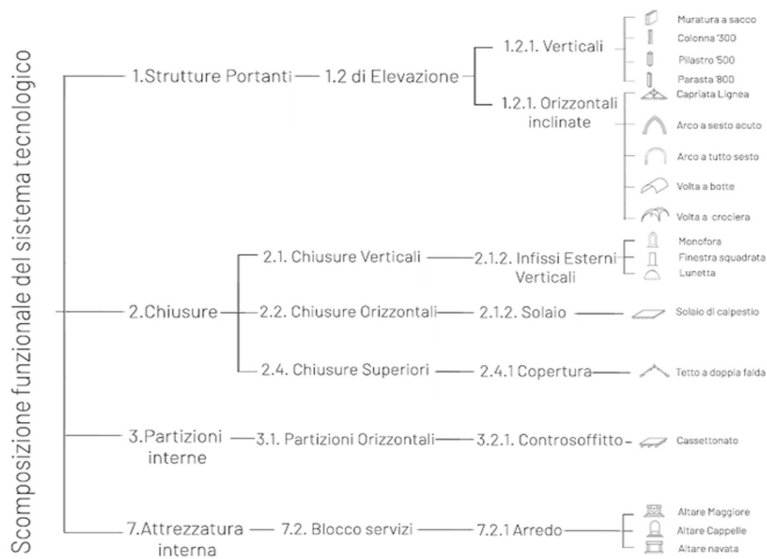 Scomposizione funzionale del sistema tecnologico
1.Strutture Portanti
1.2 di Elevazione
1.2.1. Verticali
Muratura a sacco
Colonna '300
Pilastro '500
Parasta '800
1.2.1. Orizzontali
inclinate
Capriata Lignea
Arco a sesto acuto
Arco a tutto sesto
Volta a botte
Volta a crociera
2.Chiusure
2.1. Chiusure Verticali
2.1.2. Infissi Esterni
Verticali
Monofora
Finestra squadrata
Lunetta
2.2. Chiusure Orizzontali
2.1.2. Solaio
Solaio di calpestio
2.4. Chiusure Superiori
2.4.1 Copertura
Tetto a doppia falda
3.Partizioni
interne
3.1. Partizioni Orizzontali
3.2.1. Controsoffitto
Cassettonato
7.Attrezzatura
interna
7.2. Blocco servizi
7.2.1 Arredo
Altare Maggiore
Altare Cappelle
Altare navata